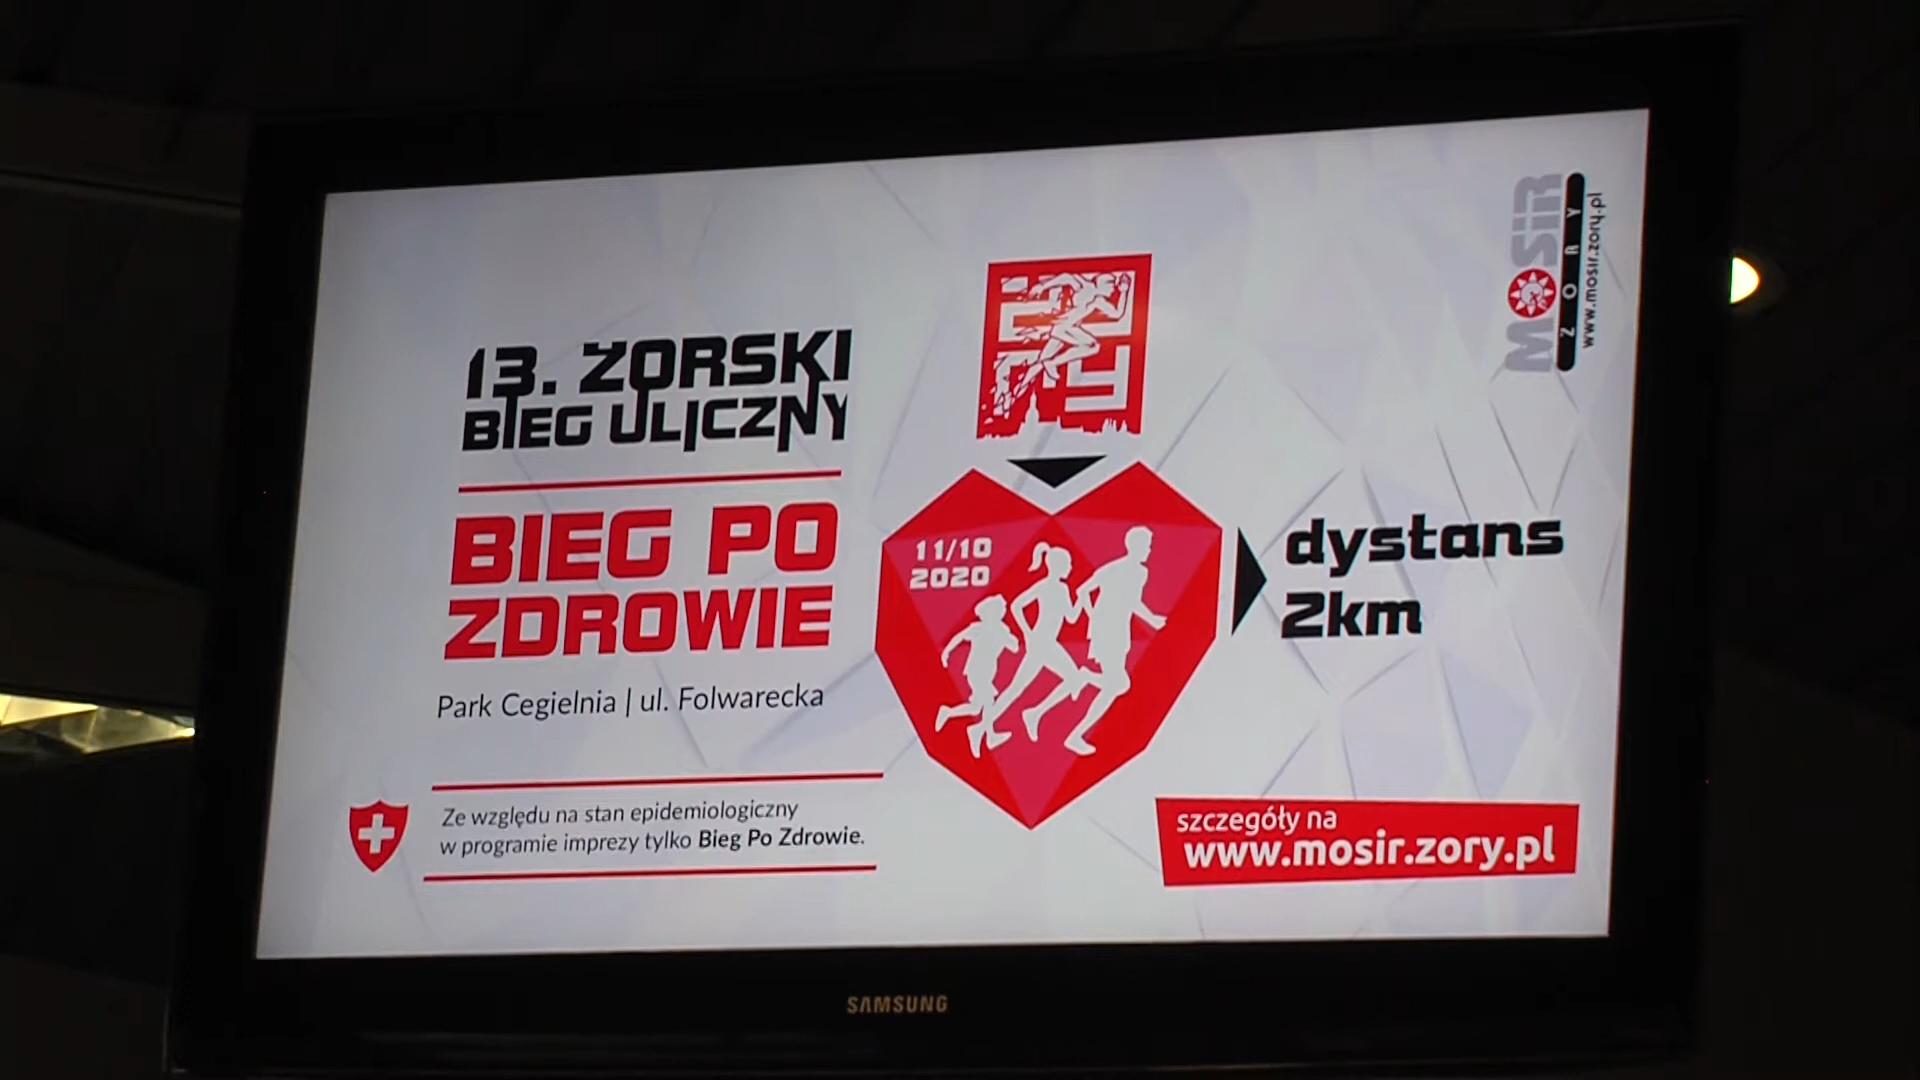 MOSiR
ŻORY
www.mosir.zory.pl
13. ŻORSKI
BIEG ULICZNY
BIEG PO
ZDROWIE
Park Cegielnia | ul. Folwarecka
11/10
2020
dystans
2km
Ze względu na stan epidemiologiczny
w programie imprezy tylko Bieg Po Zdrowie.
szczegóły na
www.mosir.zory.pl
SAMSUNG